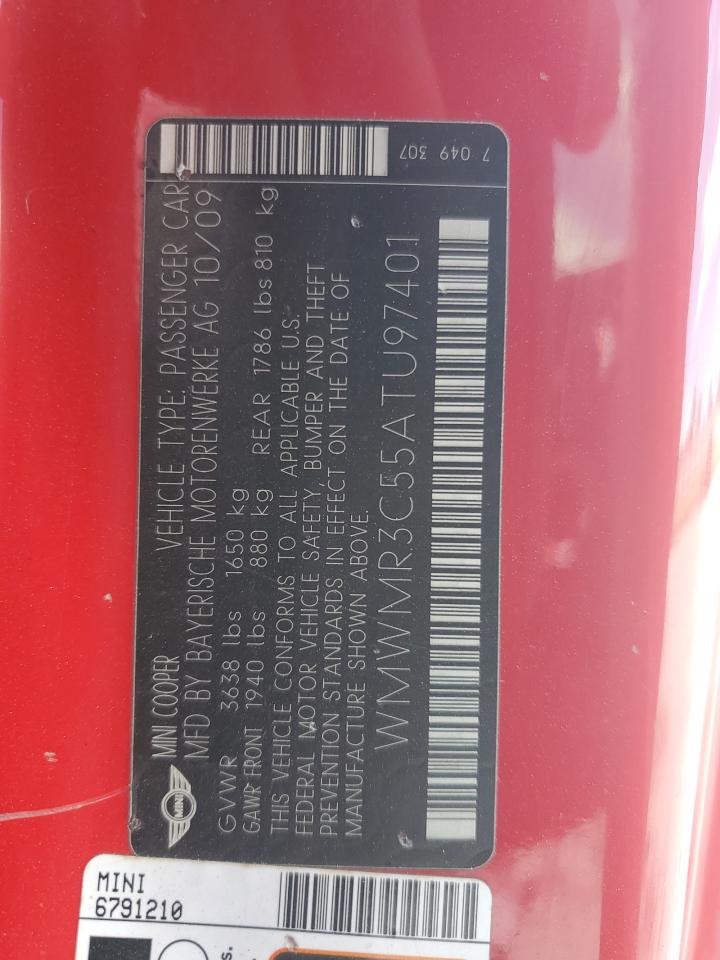 MINI COOPER VEHICLE TYPE: PASSENGER CAR
MFD BY BAYERISCHE MOTORENWERKE AG 10/09
GVWR 3638 lbs 1650 kg
GAWR FRONT 1940 lbs 880 kg REAR 1786 lbs 810 kg
THIS VEHICLE CONFORMS TO ALL APPLICABLE U.S.
FEDERAL MOTOR VEHICLE SAFETY, BUMPER AND THEFT
PREVENTION STANDARDS IN EFFECT ON THE DATE OF
MANUFACTURE SHOWN ABOVE.
WMWMR3C55ATU97401
7 049 307
MINI
MINI
6791210